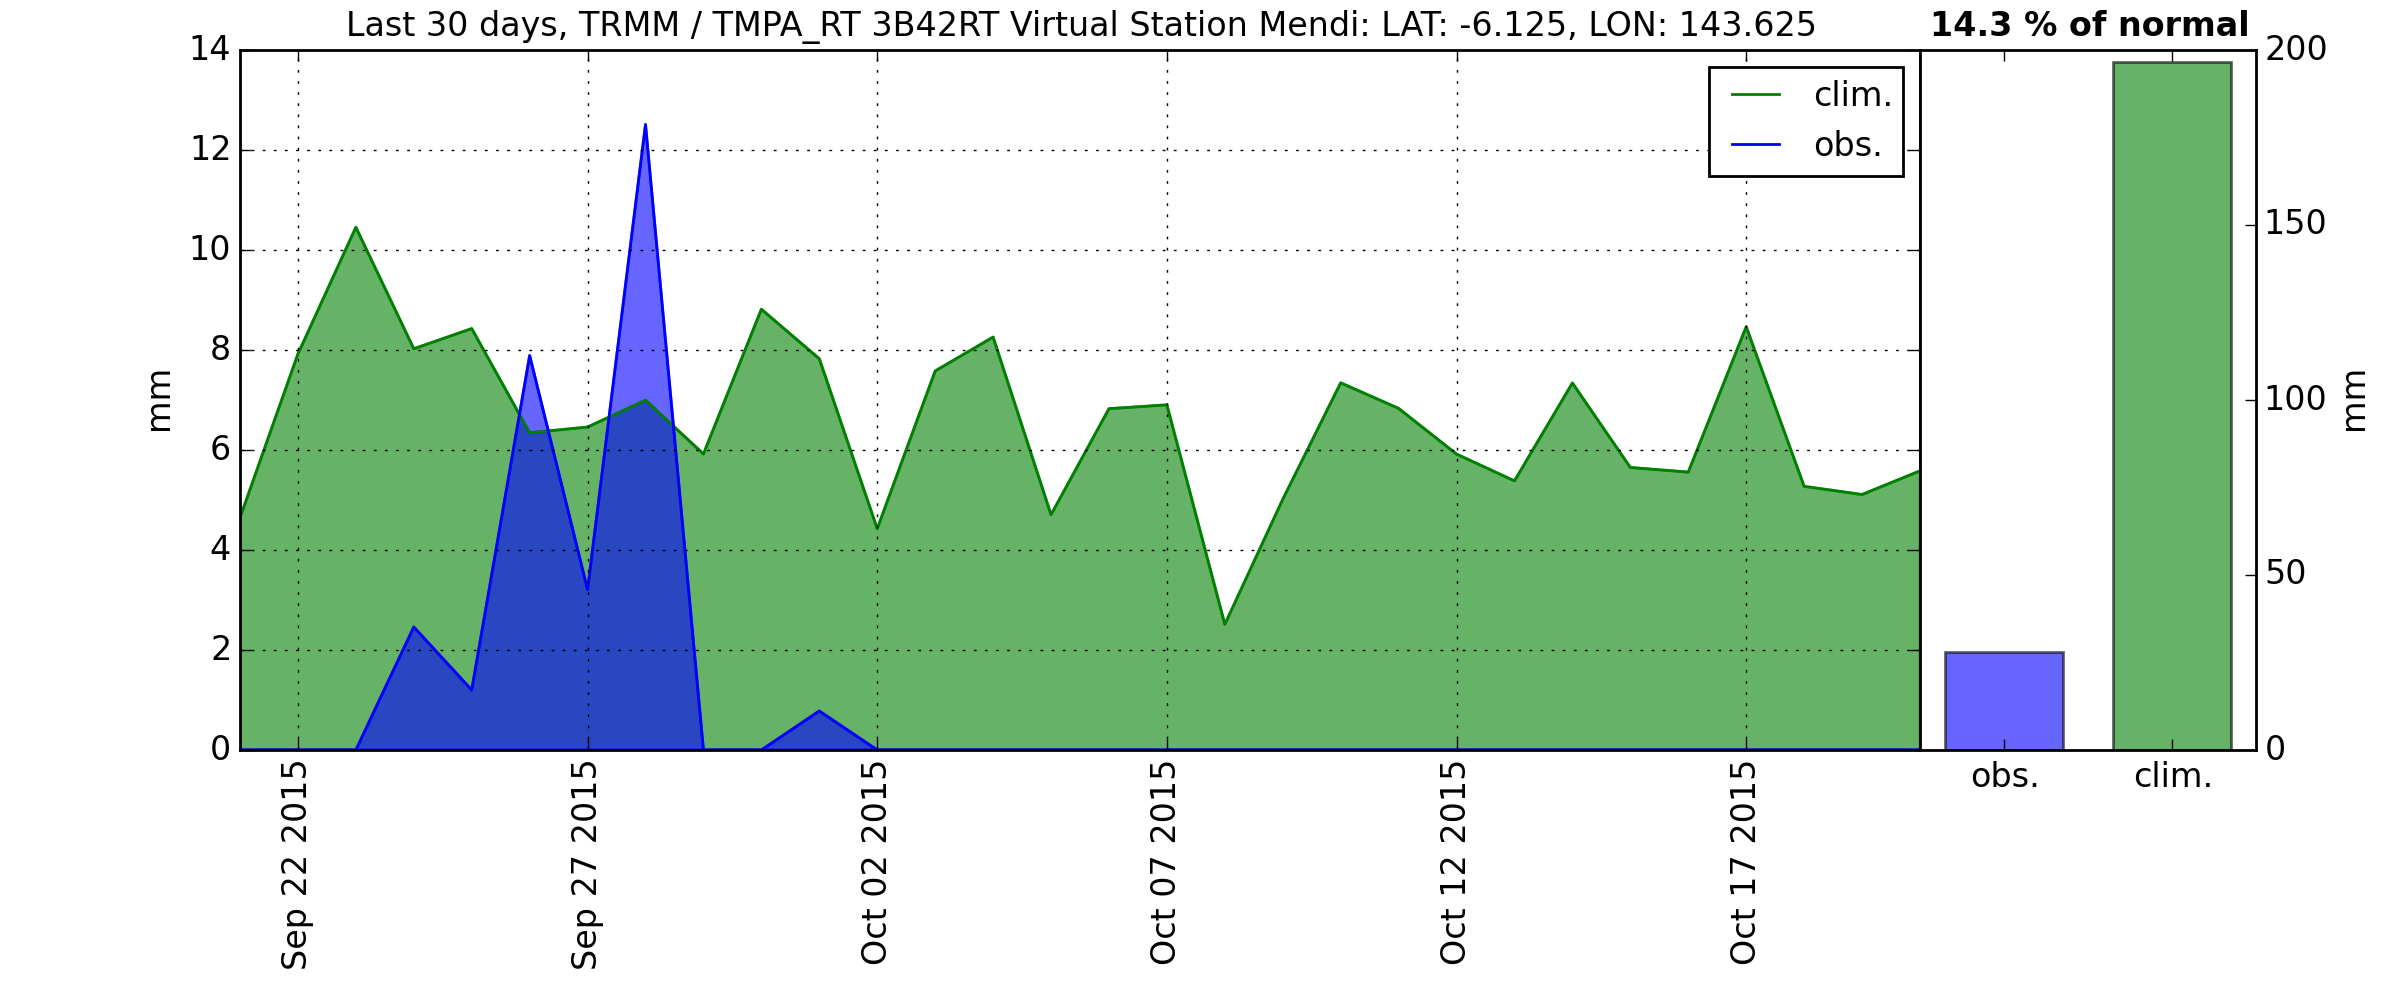 Last 30 days, TRMM / TMPA_RT 3B42RT Virtual Station Mendi: LAT: -6.125, LON: 143.625
14.3 % of normal
14
12
10
8
6
4
2
0
mm
clim.
obs.
200
150
100
50
0
mm
Sep 22 2015
Sep 27 2015
Oct 02 2015
Oct 07 2015
Oct 12 2015
Oct 17 2015
obs.
clim.